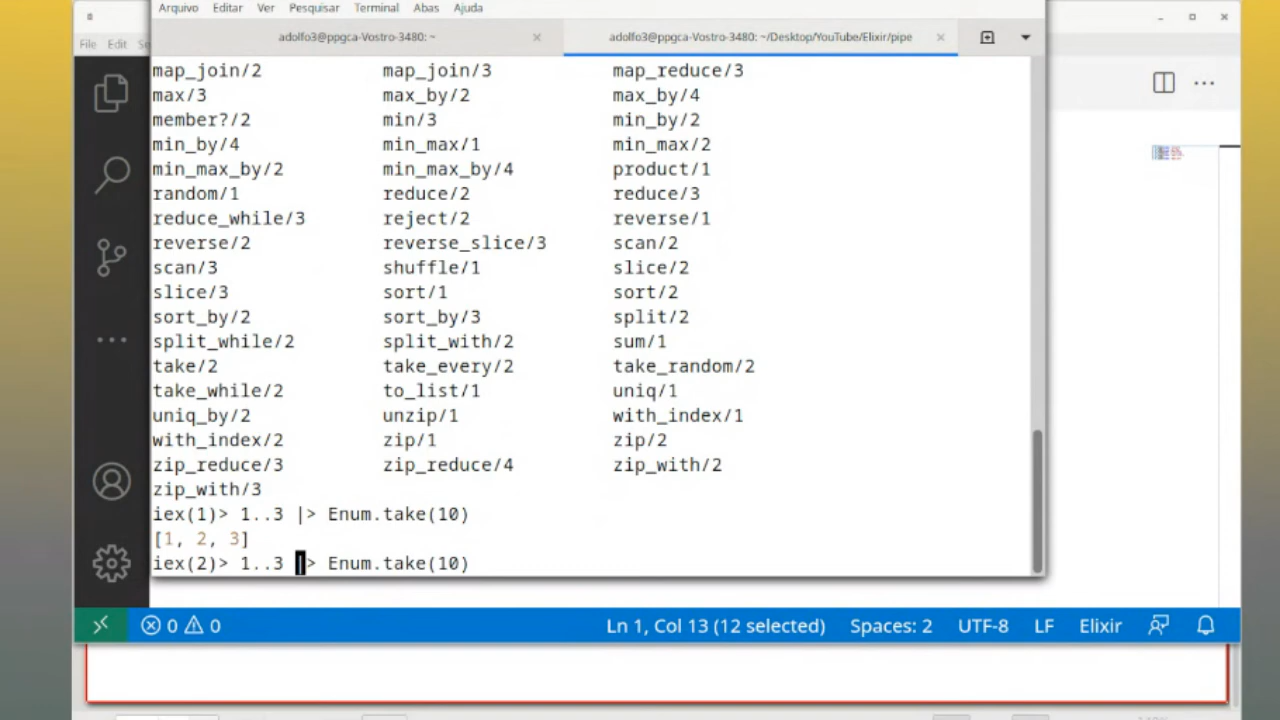 Arquivo Editar Ver Pesquisar Terminal Abas Ajuda
File Edit Se
adolfo3@ppgca-Vostro-3480: ~
adolfo3@ppgca-Vostro-3480: ~/Desktop/YouTube/Elixir/pipe
map_join/2 map_join/3 map_reduce/3
max/3 max_by/2 max_by/4
member?/2 min/3 min_by/2
min_by/4 min_max/1 min_max/2
min_max_by/2 min_max_by/4 product/1
random/1 reduce/2 reduce/3
reduce_while/3 reject/2 reverse/1
reverse/2 reverse_slice/3 scan/2
scan/3 shuffle/1 slice/2
slice/3 sort/1 sort/2
sort_by/2 sort_by/3 split/2
split_while/2 split_with/2 sum/1
take/2 take_every/2 take_random/2
take_while/2 to_list/1 uniq/1
uniq_by/2 unzip/1 with_index/1
with_index/2 zip/1 zip/2
zip_reduce/3 zip_reduce/4 zip_with/2
zip_with/3
iex(1)> 1..3 |> Enum.take(10)
[1, 2, 3]
iex(2)> 1..3 |> Enum.take(10)
0 0 Ln 1, Col 13 (12 selected) Spaces: 2 UTF-8 LF Elixir